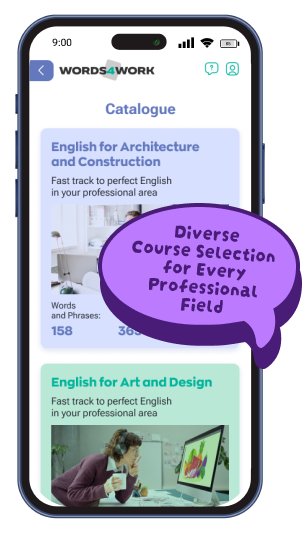 9:00
WORDS4WORK
Catalogue
English for Architecture
and Construction
Fast track to perfect English
in your professional area
Diverse
Course Selection
for Every
Professional
Field
Words
and Phrases:
158
English for Art and Design
Fast track to perfect English
in your professional area